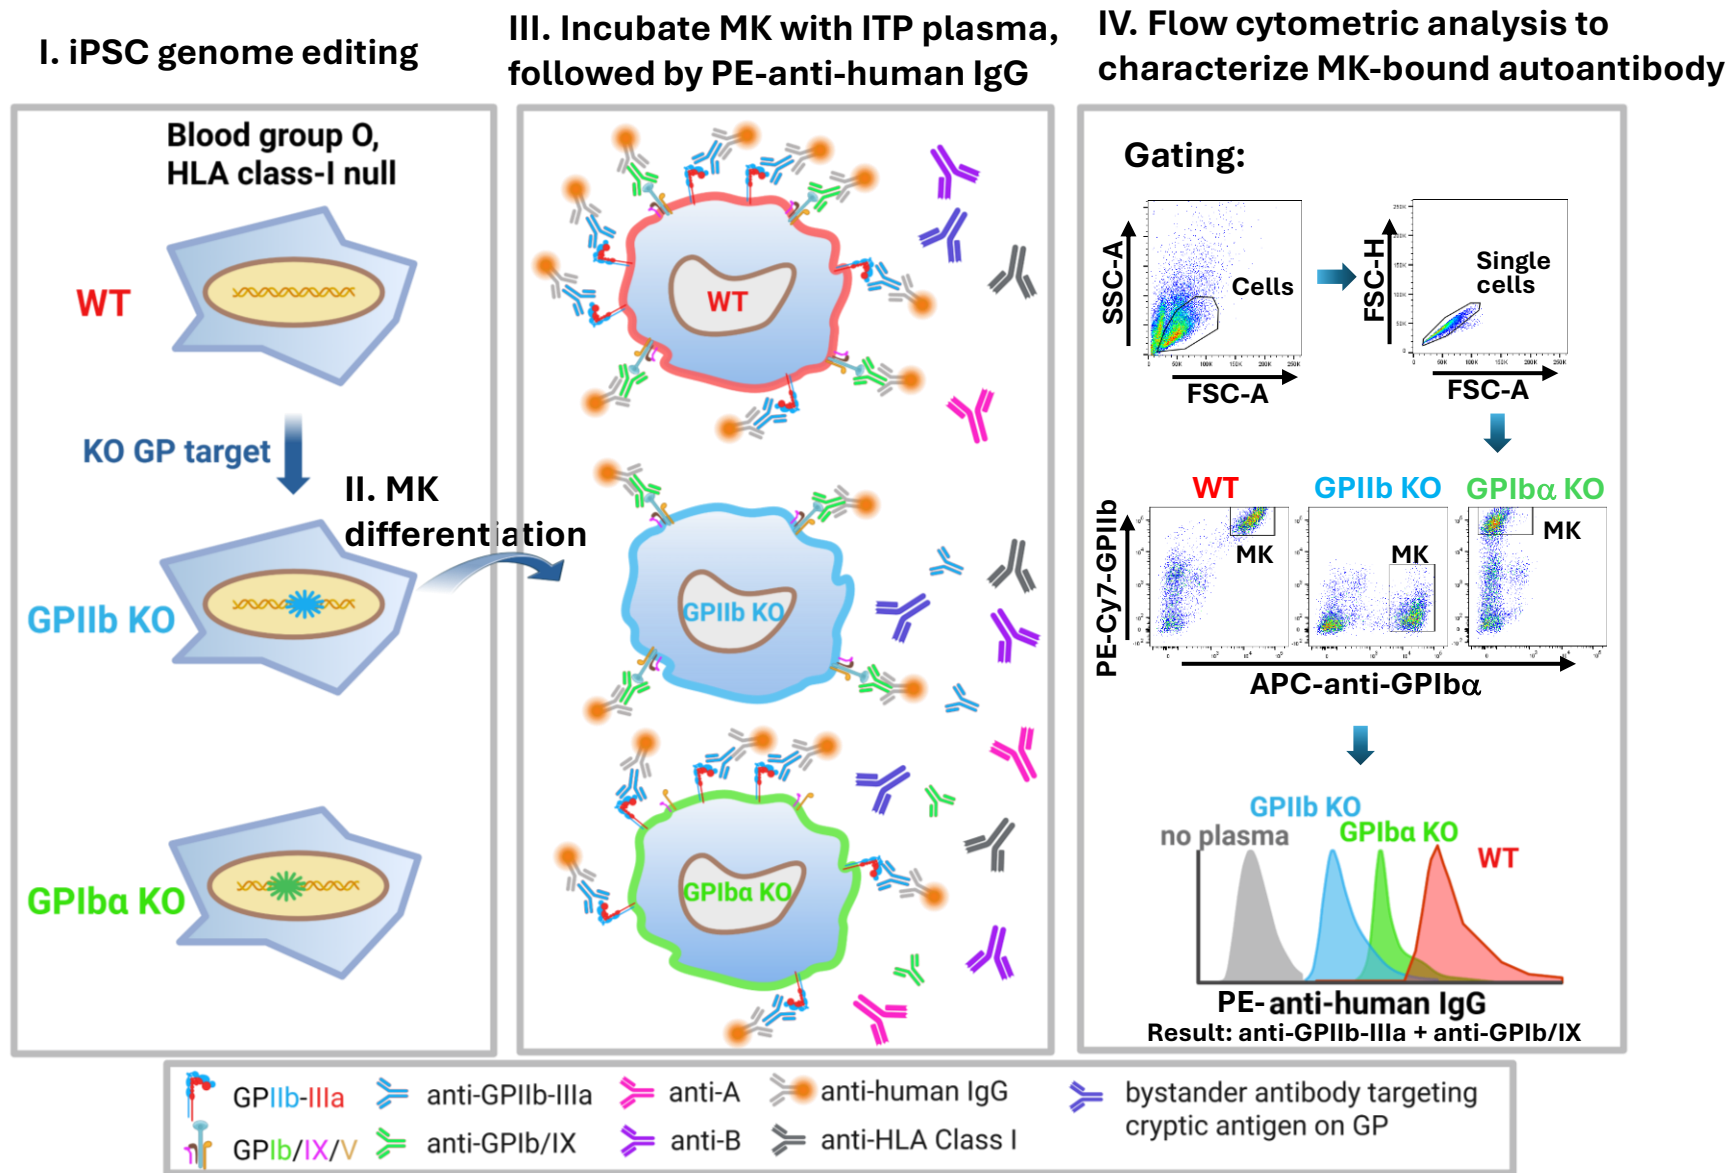 I. iPSC genome editing
Blood group O,
HLA class-I null
WT
KO GP target
II. MK
differentiation
GPIIb KO
GPIbα KO
III. Incubate MK with ITP plasma,
followed by PE-anti-human IgG
WT
GPIIb KO
GPIbα KO
IV. Flow cytometric analysis to
characterize MK-bound autoantibody
Gating:
SSC-A
Cells
FSC-A
FSC-H
Single
cells
FSC-A
WT
GPIIb KO
GPIbα KO
PE-Cy7-GPIIb
MK
MK
MK
APC-anti-GPIbα
GPIIb KO
no plasma
GPIbα KO
WT
PE-anti-human IgG
Result: anti-GPIIb-IIIa + anti-GPIb/IX
GPIIb-IIIa
anti-GPIIb-IIIa
anti-A
anti-human IgG
bystander antibody targeting
cryptic antigen on GP
GPIb/IX/V
anti-GPIb/IX
anti-B
anti-HLA Class I